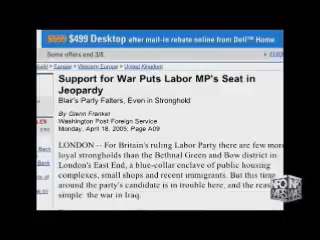 $599 $499 Desktop after mail-in rebate online from Dell™ Home
Some offers end 3/8.
World > Europe > Western Europe > United Kingdom
Support for War Puts Labor MP's Seat in
Jeopardy
Blair's Party Falters, Even in Stronghold
By Glenn Frankel
Washington Post Foreign Service
Monday, April 18, 2005; Page A09
LONDON -- For Britain's ruling Labor Party there are few more
loyal strongholds than the Bethnal Green and Bow district in
London's East End, a blue-collar enclave of public housing
complexes, small shops and recent immigrants. But this time
around the party's candidate is in trouble here, and the reason
simple: the war in Iraq.